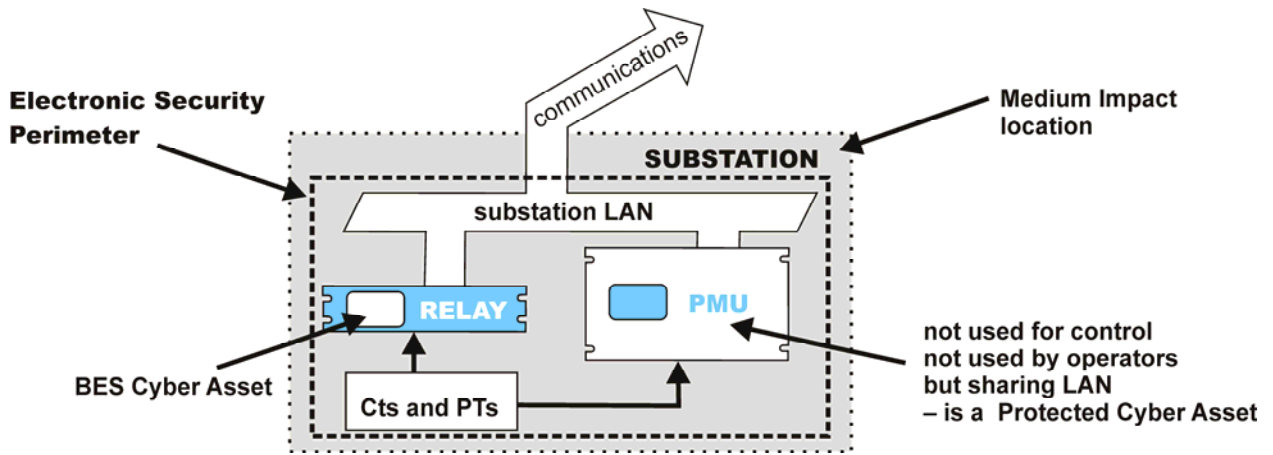 communications
Electronic Security
Perimeter
Medium Impact
location
SUBSTATION
substation LAN
RELAY
PMU
BES Cyber Asset
Cts and PTs
not used for control
not used by operators
but sharing LAN
– is a Protected Cyber Asset